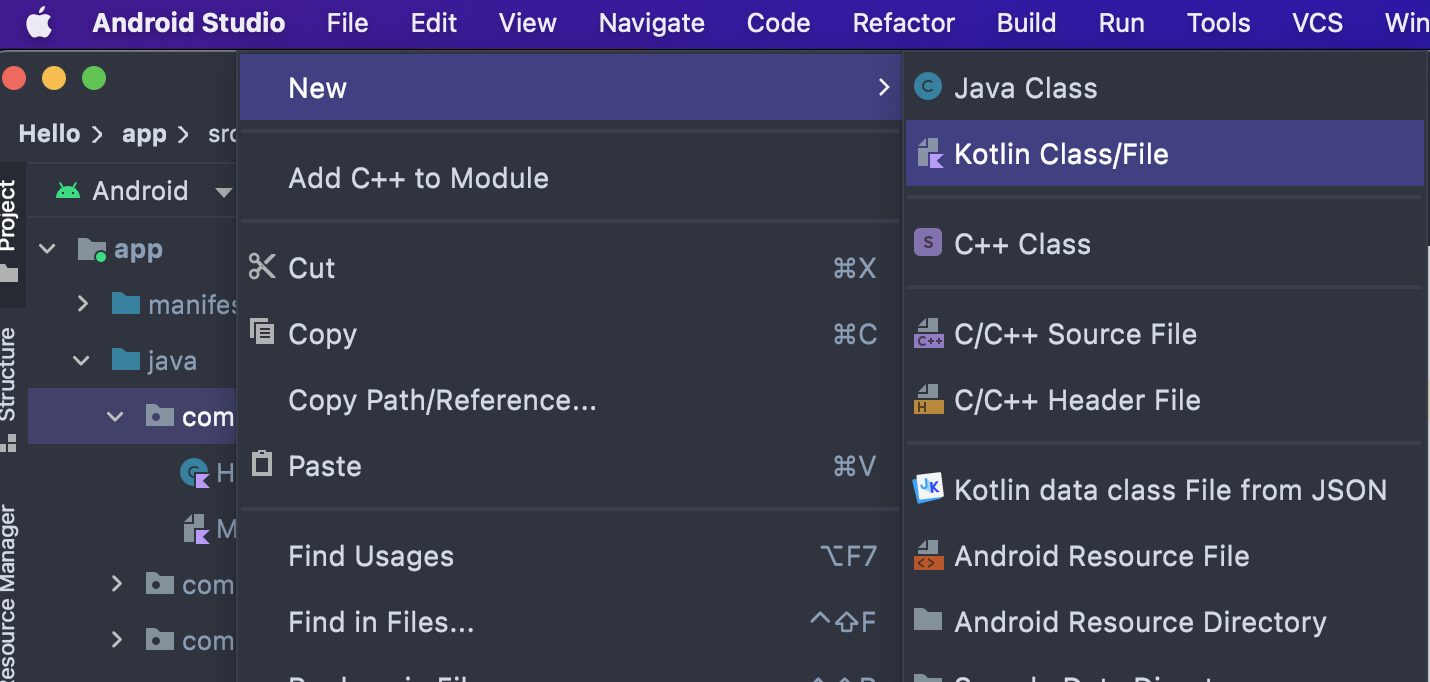 Android Studio File Edit View Navigate Code Refactor Build Run Tools VCS Win
Hello > app > src
Project
Structure
Resource Manager
Android
app
manifes
java
com
H
M
com
com
New
Add C++ to Module
Cut ⌘X
Copy ⌘C
Copy Path/Reference...
Paste ⌘V
Find Usages ⌥F7
Find in Files... ^⇧F
C Java Class
Kotlin Class/File
S C++ Class
C++ C/C++ Source File
H C/C++ Header File
JK Kotlin data class File from JSON
<> Android Resource File
Android Resource Directory